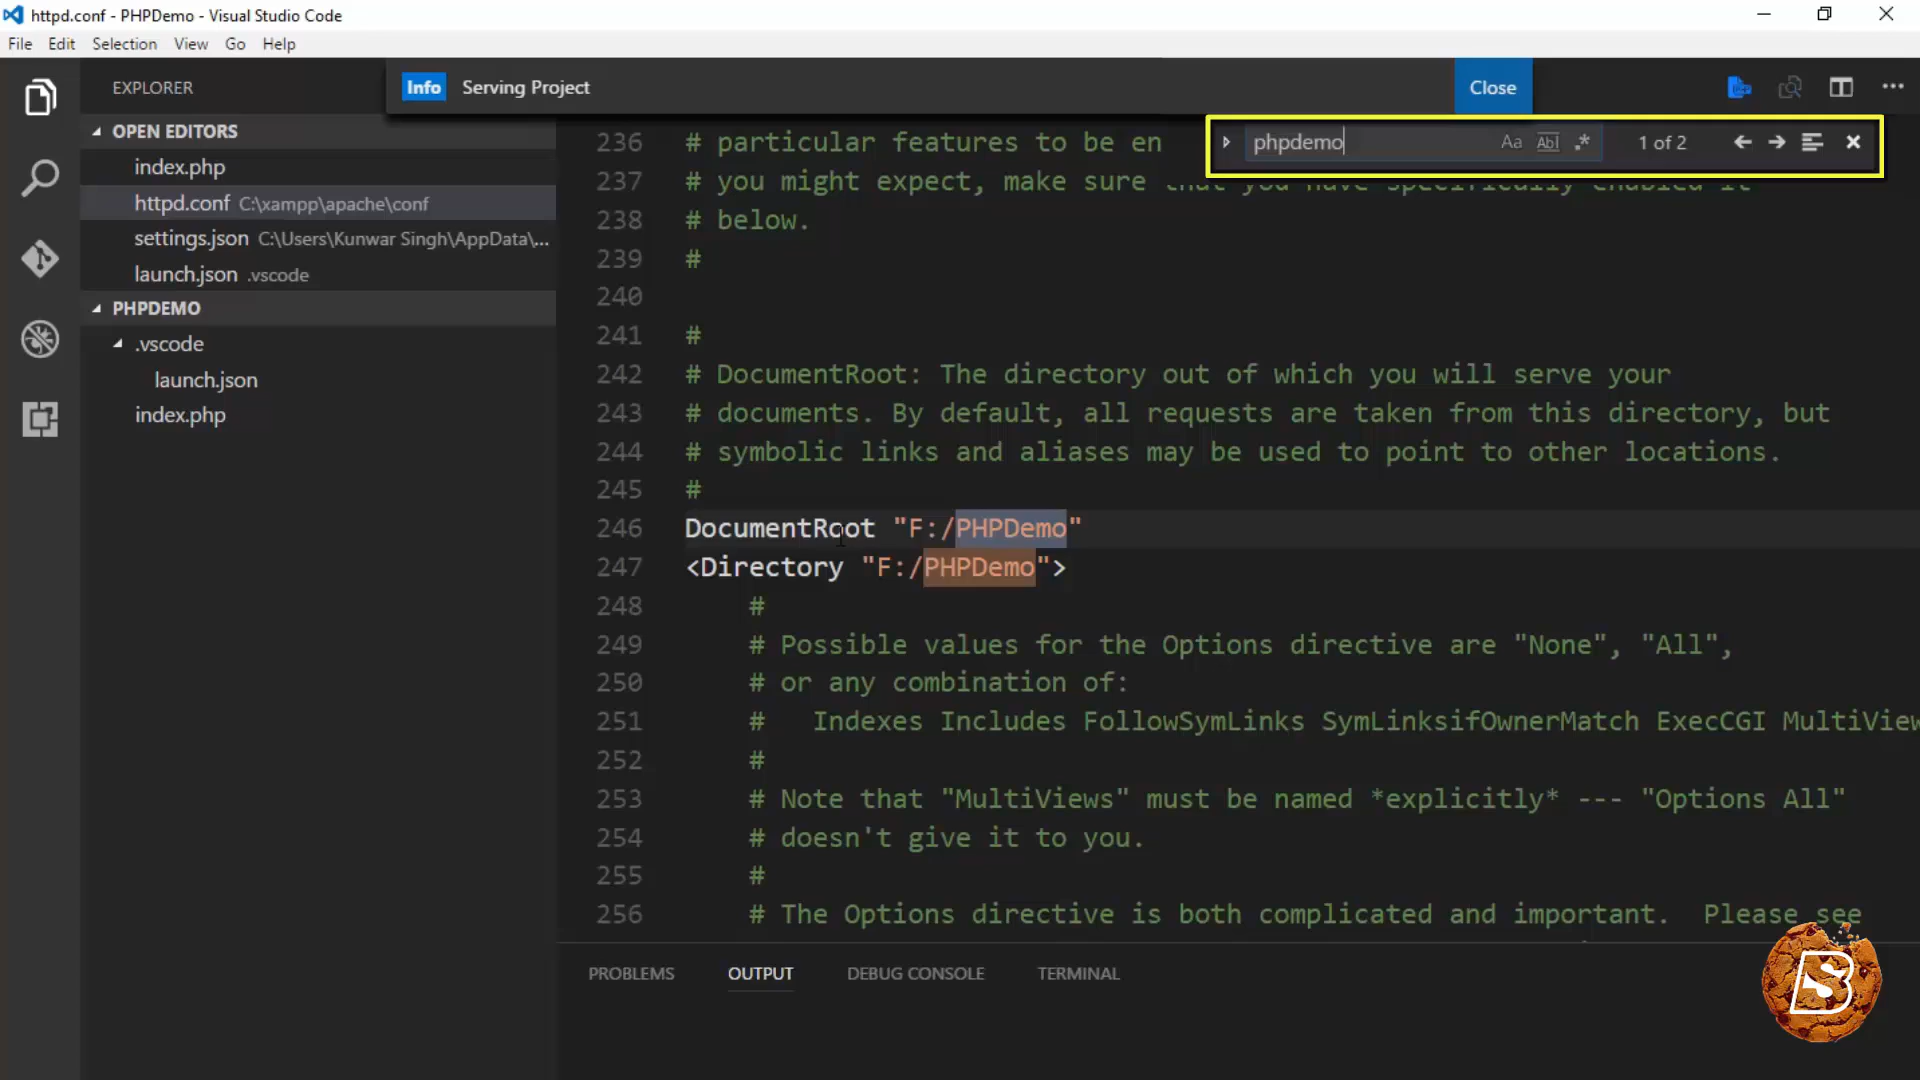 httpd.conf - PHPDemo - Visual Studio Code
File Edit Selection View Go Help
EXPLORER
Info Serving Project
Close
OPEN EDITORS
index.php
httpd.conf C:\xampp\apache\conf
settings.json C:\Users\Kunwar Singh\AppData\...
launch.json .vscode
PHPDEMO
.vscode
launch.json
index.php
phpdemo Aa Abl .* 1 of 2
236 # particular features to be en
237 # you might expect, make sure that you have specifically enabled it
238 # below.
239 #
240
241 #
242 # DocumentRoot: The directory out of which you will serve your
243 # documents. By default, all requests are taken from this directory, but
244 # symbolic links and aliases may be used to point to other locations.
245 #
246 DocumentRoot "F:/PHPDemo"
247 <Directory "F:/PHPDemo">
248 #
249 # Possible values for the Options directive are "None", "All",
250 # or any combination of:
251 #   Indexes Includes FollowSymLinks SymLinksifOwnerMatch ExecCGI MultiView
252 #
253 # Note that "MultiViews" must be named *explicitly* --- "Options All"
254 # doesn't give it to you.
255 #
256 # The Options directive is both complicated and important.  Please see
PROBLEMS OUTPUT DEBUG CONSOLE TERMINAL
B